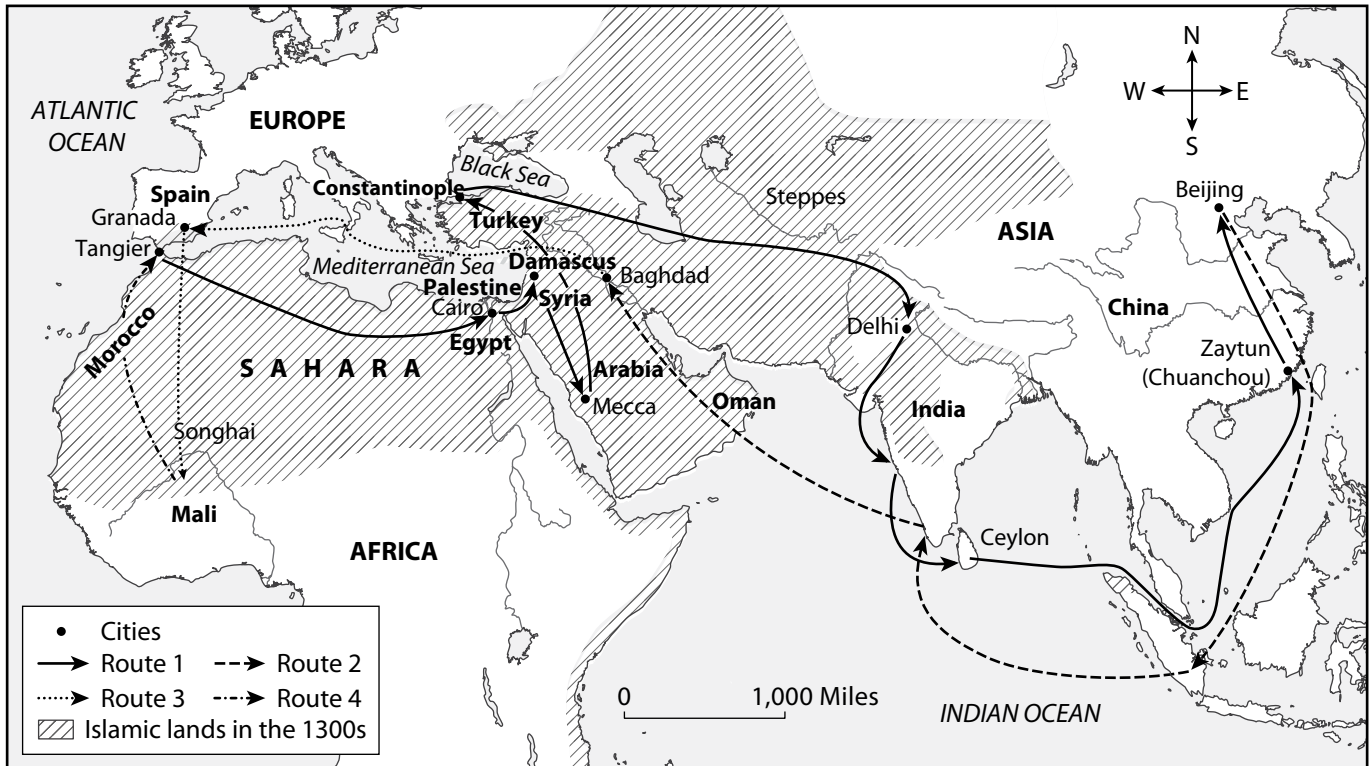 N
W E
S
ATLANTIC
OCEAN
EUROPE
Black Sea
Steppes
Beijing
Spain
Constantinople
Granada
Turkey
ASIA
Tangier
Mediterranean Sea
Damascus
Baghdad
Palestine
Cairo
Syria
China
Delhi
Morocco
Egypt
Zaytun
(Chuanchou)
SAHARA
Arabia
Mecca
Oman
India
Songhai
Mali
Ceylon
AFRICA
Cities
Route 1 Route 2
Route 3 Route 4
Islamic lands in the 1300s
0 1,000 Miles
INDIAN OCEAN